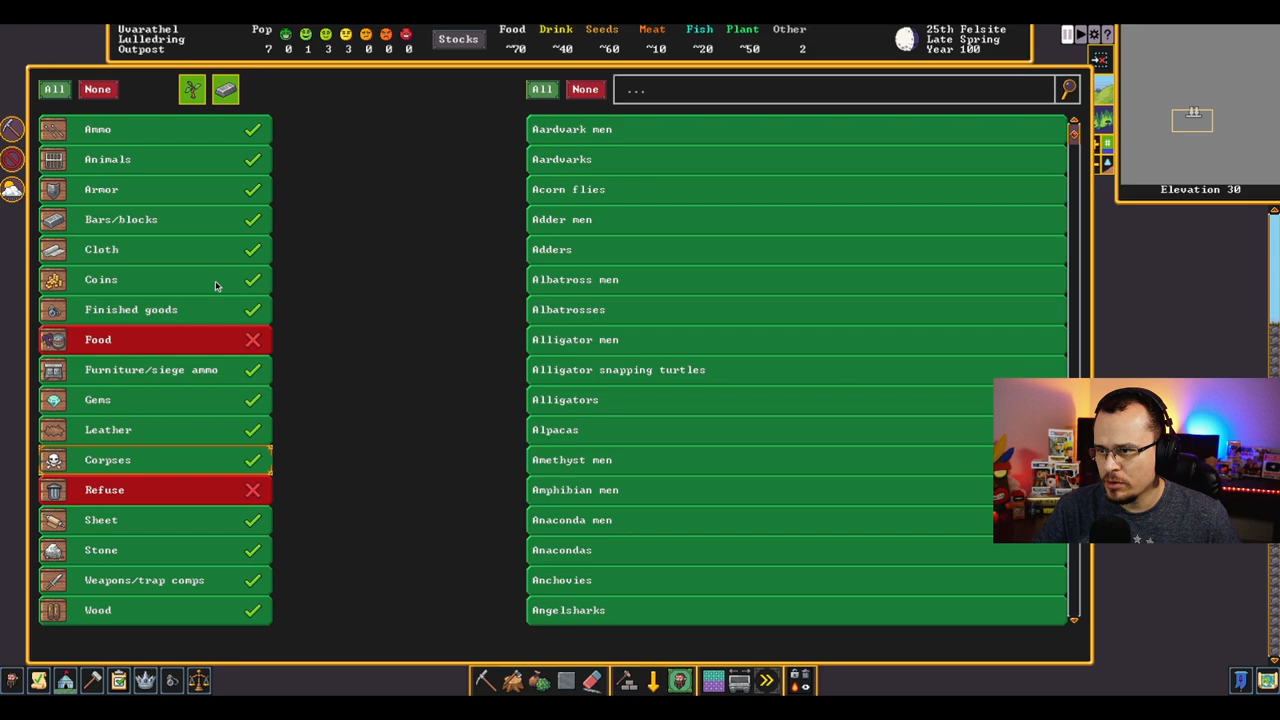 Uvarathel
Lulledring
Outpost
Pop
7 0 1 3 3 0 0 0
Stocks
Food Drink Seeds Meat Fish Plant Other
~70 ~40 ~60 ~10 ~20 ~50 2
25th Felsite
Late Spring
Year 100
?
All None
All None ...
Ammo
Animals
Armor
Bars/blocks
Cloth
Coins
Finished goods
Food
Furniture/siege ammo
Gems
Leather
Corpses
Refuse
Sheet
Stone
Weapons/trap comps
Wood
Aardvark men
Aardvarks
Acorn flies
Adder men
Adders
Albatross men
Albatrosses
Alligator men
Alligator snapping turtles
Alligators
Alpacas
Amethyst men
Amphibian men
Anaconda men
Anacondas
Anchovies
Angelsharks
Elevation 30